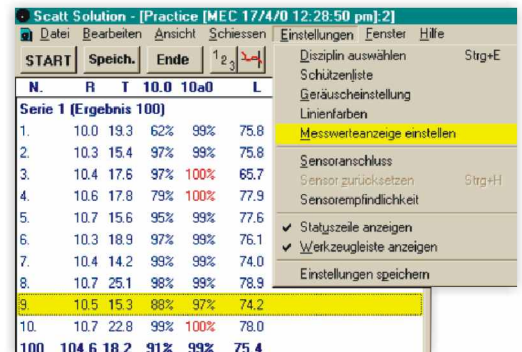 Scatt Solution - [Practice [MEC 17/4/0 12:28:50 pm]:2]
Datei Bearbeiten Ansicht Schiessen Einstellungen Fenster Hilfe
START Speich. Ende 1 2 3
N. R T 10.0 10a0 L
Serie 1 (Ergebnis 100)
1. 10.0 19.3 62% 99% 75.8
2. 10.3 15.4 97% 99% 75.8
3. 10.4 17.6 97% 100% 65.7
4. 10.6 17.8 79% 100% 77.9
5. 10.7 15.6 95% 99% 77.6
6. 10.3 18.9 97% 99% 76.1
7. 10.4 14.2 99% 99% 74.0
8. 10.7 25.1 98% 99% 78.9
9. 10.5 15.3 88% 97% 74.2
10. 10.7 22.8 99% 100% 78.0
100 104.6 18.2 91% 99% 75.4
Disziplin auswählen Strg+E
Schützenliste
Geräuscheinstellung
Linienfarben
Messwerteanzeige einstellen
Sensoranschluss
Sensor zurücksetzen Strg+H
Sensorempfindlichkeit
Statuszeile anzeigen
Werkzeugleiste anzeigen
Einstellungen speichern